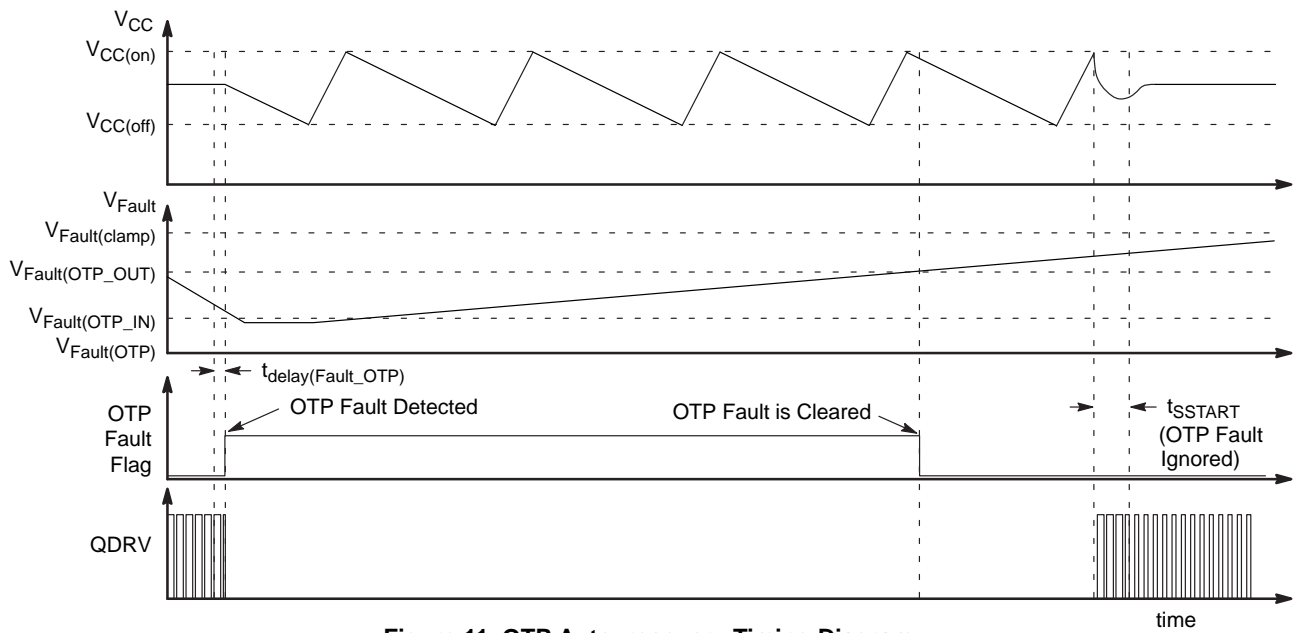 VCC
VCC(on)
VCC(off)
VFault
VFault(clamp)
VFault(OTP_OUT)
VFault(OTP_IN)
VFault(OTP)
tdelay(Fault_OTP)
OTP
Fault
Flag
OTP Fault Detected
OTP Fault is Cleared
tSSTART
(OTP Fault
Ignored)
QDRV
time